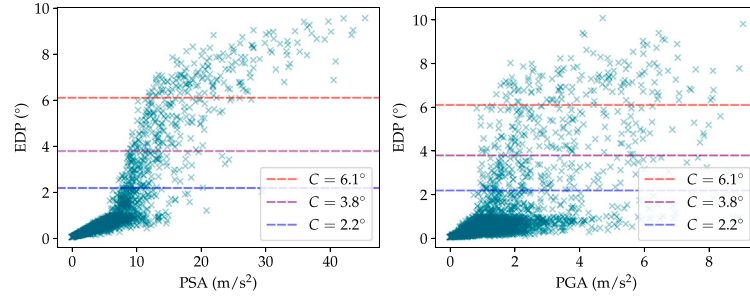 10
8
6
4
2
0
EDP (°)
0
10
20
30
40
PSA (m/s²)
C = 6.1°
C = 3.8°
C = 2.2°
10
8
6
4
2
0
EDP (°)
0
2
4
6
8
PGA (m/s²)
C = 6.1°
C = 3.8°
C = 2.2°